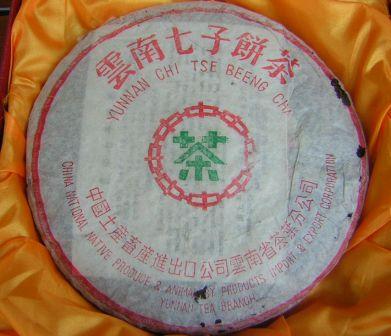 雲南七子餅茶
YUNNAN CHI TSE BEENG CHA
茶
中國土産畜産進出口公司雲南省茶葉分公司
CHINA NATIONAL NATIVE PRODUCE & ANIMAL BY PRODUCTS IMPORT & EXPORT CORPORATION
YUNNAN TEA BRANCH